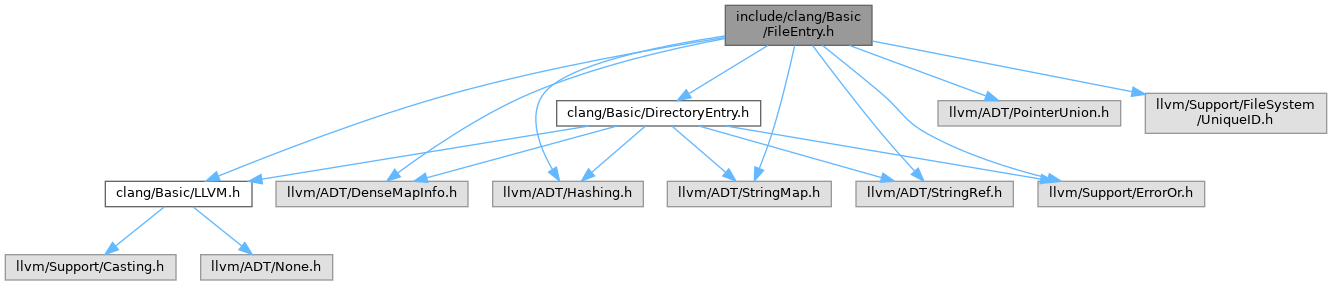 include/clang/Basic
/FileEntry.h
clang/Basic/DirectoryEntry.h
llvm/ADT/PointerUnion.h
llvm/Support/FileSystem
/UniqueID.h
clang/Basic/LLVM.h
llvm/ADT/DenseMapInfo.h
llvm/ADT/Hashing.h
llvm/ADT/StringMap.h
llvm/ADT/StringRef.h
llvm/Support/ErrorOr.h
llvm/Support/Casting.h
llvm/ADT/None.h